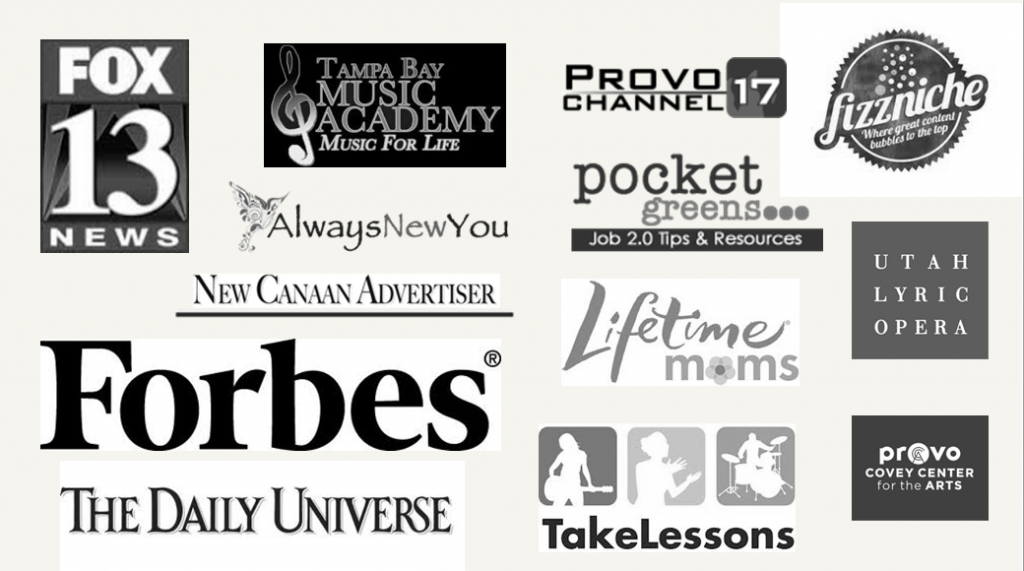 FOX
13
NEWS
TAMPA BAY
MUSIC
ACADEMY
MUSIC FOR LIFE
PROVO
CHANNEL 17
fizzniche
Where great content
bubbles to the top
AlwaysNewYou
pocket
greens...
Job 2.0 Tips & Resources
NEW CANAAN ADVERTISER
UTAH
LYRIC
OPERA
Lifetime®
moms
Forbes®
THE DAILY UNIVERSE
TakeLessons
provo
COVEY CENTER
for the ARTS